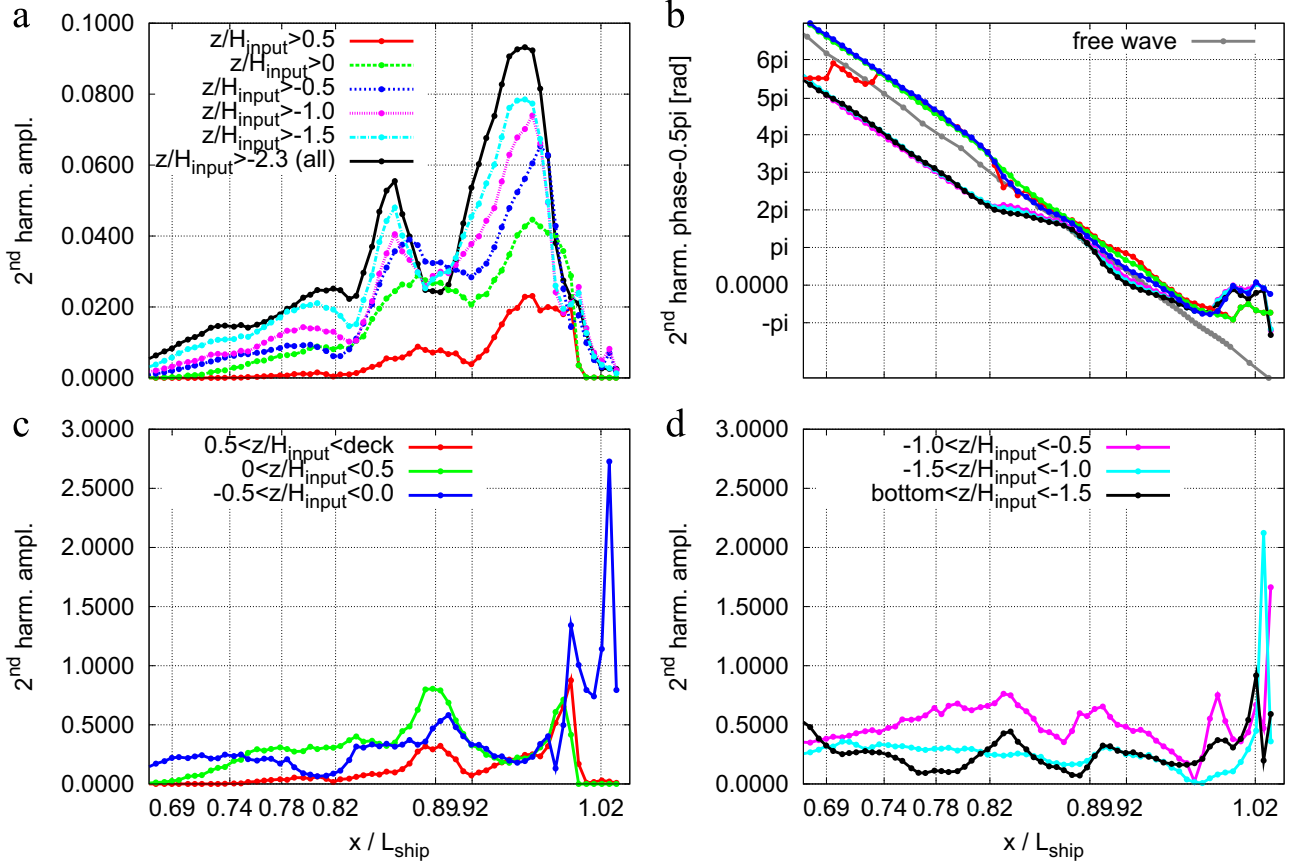 a
2nd harm. ampl.
0.1000
0.0800
0.0600
0.0400
0.0200
0.0000
z/Hinput>0.5
z/Hinput>0
z/Hinput>-0.5
z/Hinput>-1.0
z/Hinput>-1.5
z/Hinput>-2.3 (all)
b
2nd harm. phase-0.5pi [rad]
6pi
5pi
4pi
3pi
2pi
pi
0.0000
-pi
free wave
c
2nd harm. ampl.
3.0000
2.5000
2.0000
1.5000
1.0000
0.5000
0.0000
0.5<z/Hinput<deck
0<z/Hinput<0.5
-0.5<z/Hinput<0.0
0.69 0.74 0.78 0.82 0.89 0.92 1.02
x / Lship
d
2nd harm. ampl.
3.0000
2.5000
2.0000
1.5000
1.0000
0.5000
0.0000
-1.0<z/Hinput<-0.5
-1.5<z/Hinput<-1.0
bottom<z/Hinput<-1.5
0.69 0.74 0.78 0.82 0.89 0.92 1.02
x / Lship